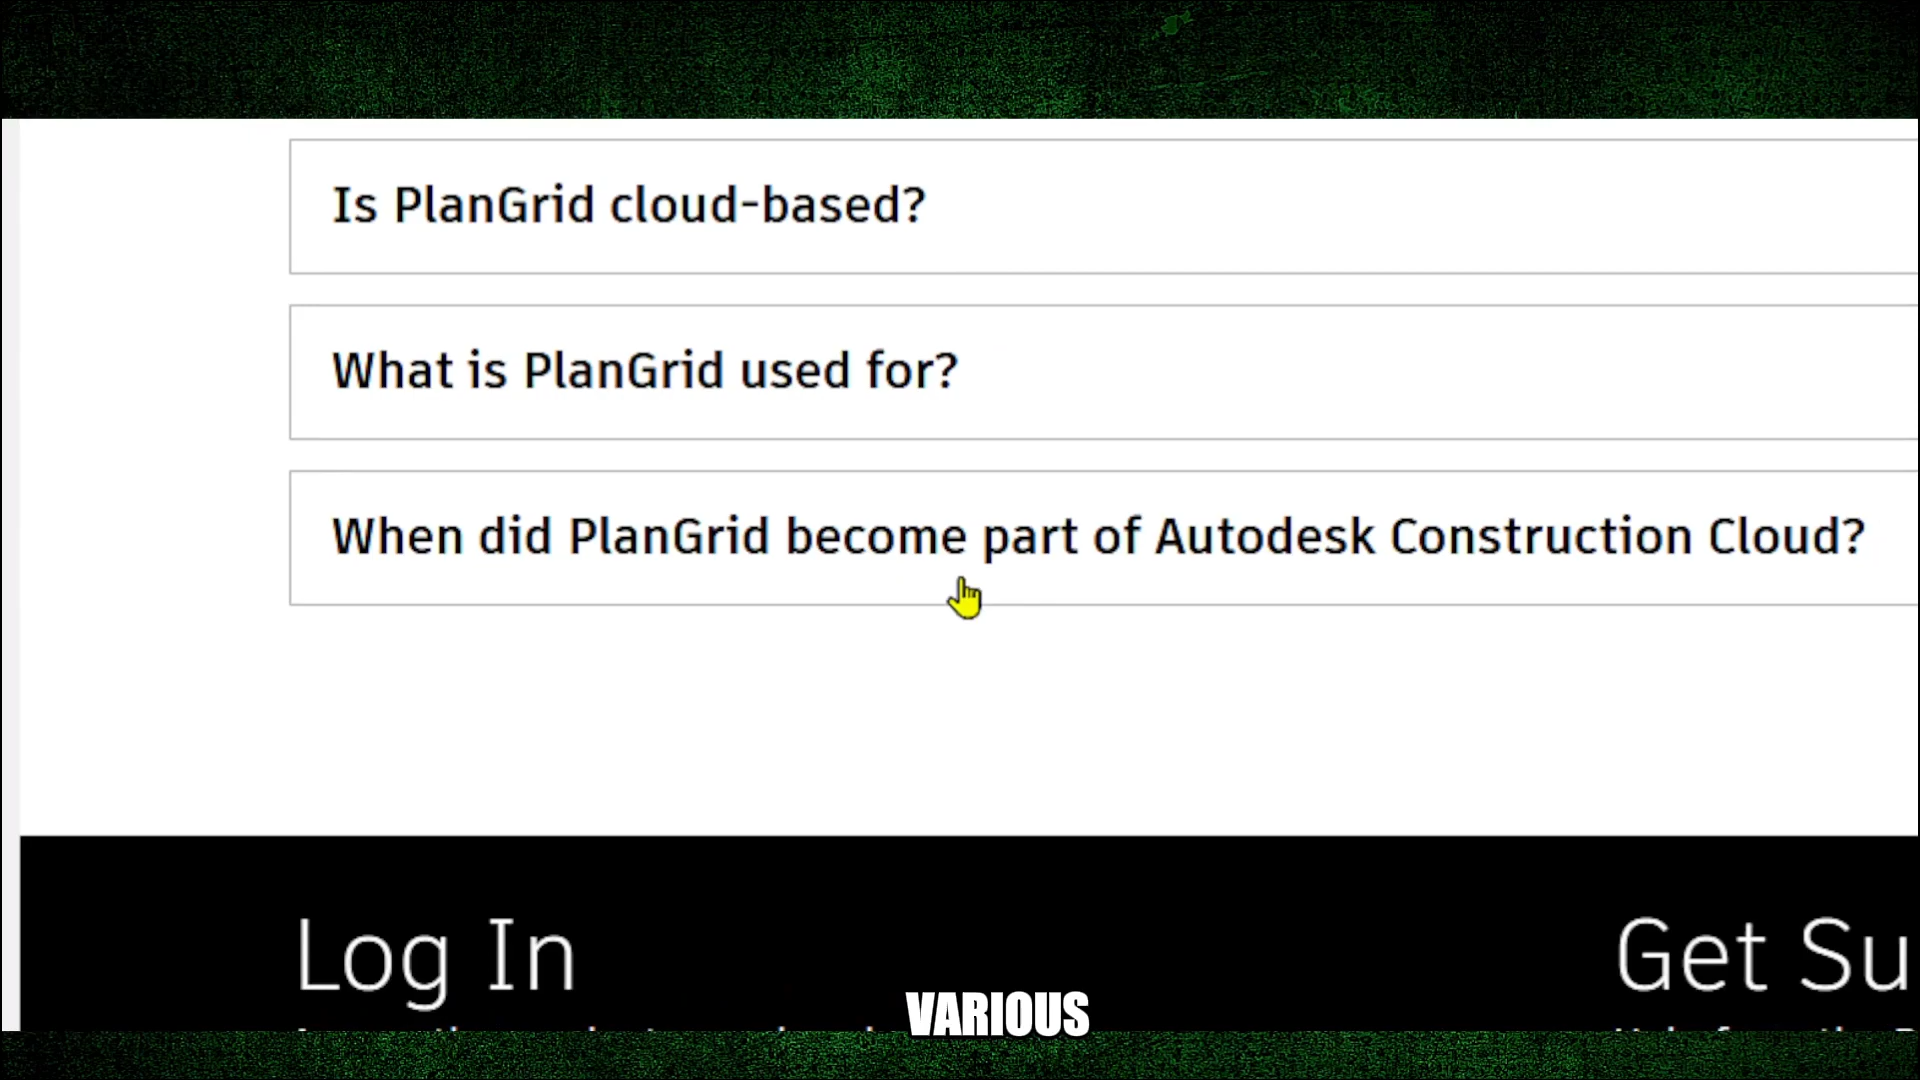 Is PlanGrid cloud-based?
What is PlanGrid used for?
When did PlanGrid become part of Autodesk Construction Cloud?
Log In
Get Su
VARIOUS